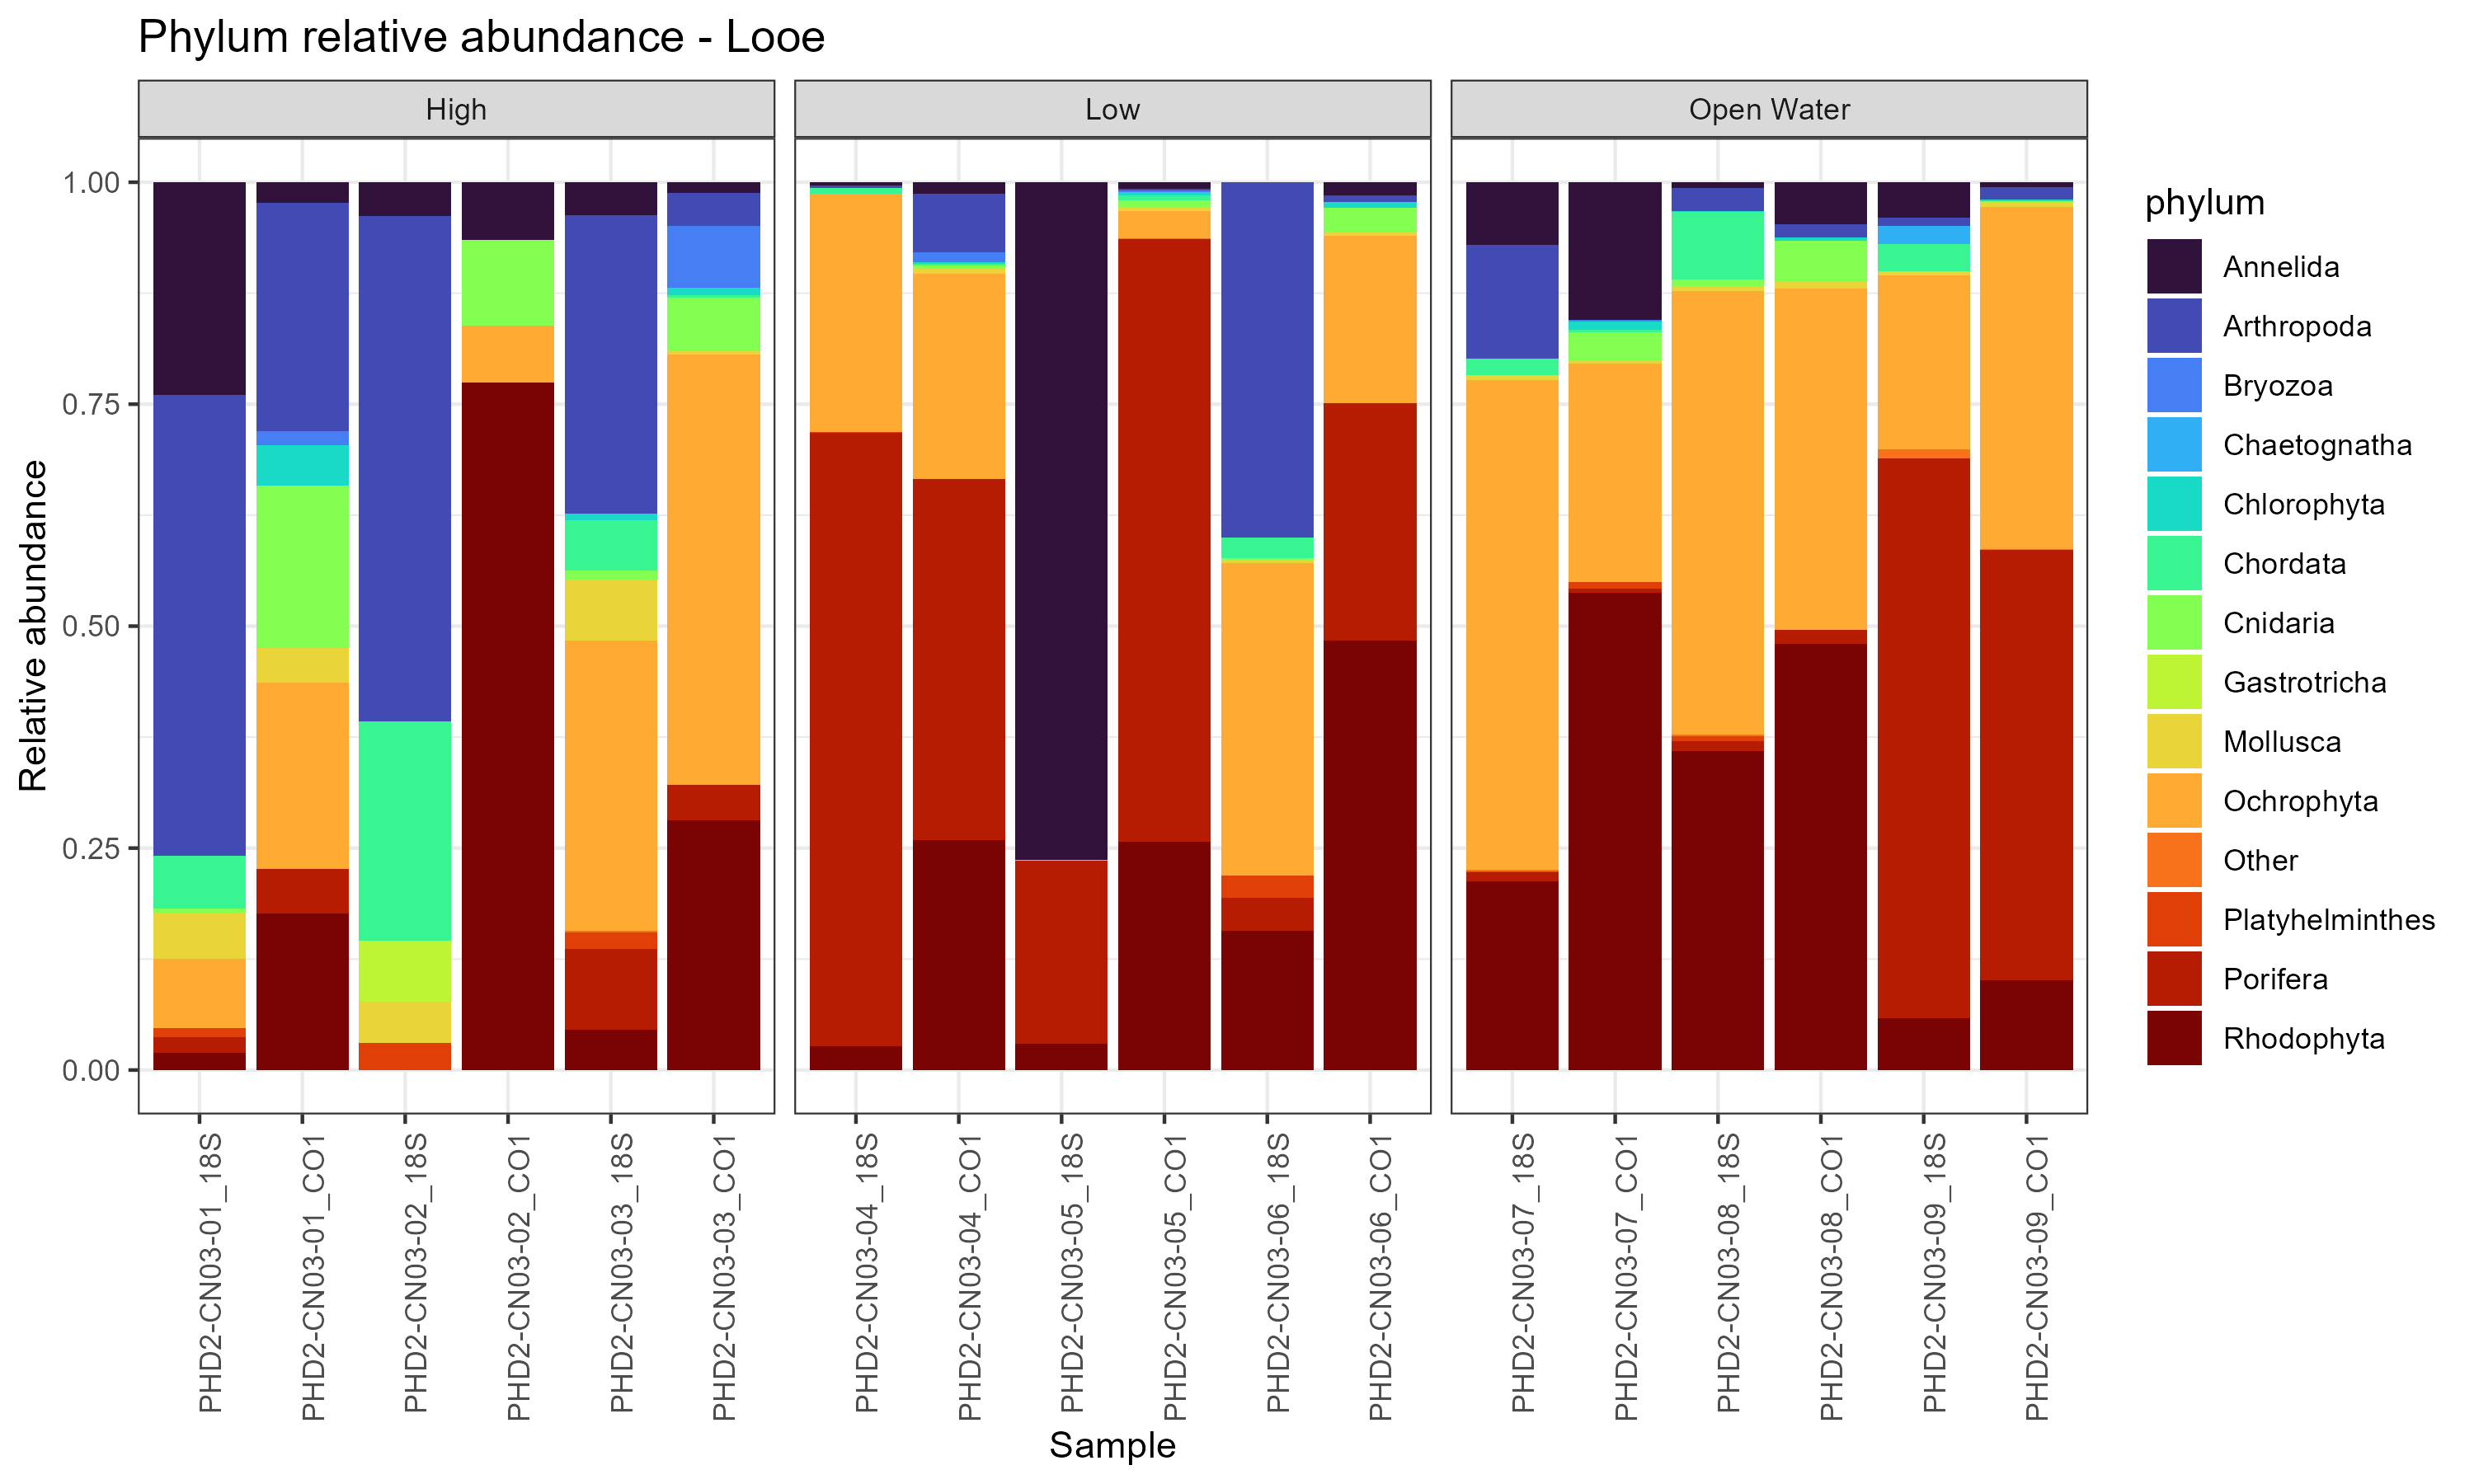 Phylum relative abundance - Looe
High
Low
Open Water
1.00
0.75
0.50
0.25
0.00
Relative abundance
PHD2-CN03-01_18S
PHD2-CN03-01_CO1
PHD2-CN03-02_18S
PHD2-CN03-02_CO1
PHD2-CN03-03_18S
PHD2-CN03-03_CO1
PHD2-CN03-04_18S
PHD2-CN03-04_CO1
PHD2-CN03-05_18S
PHD2-CN03-05_CO1
PHD2-CN03-06_18S
PHD2-CN03-06_CO1
PHD2-CN03-07_18S
PHD2-CN03-07_CO1
PHD2-CN03-08_18S
PHD2-CN03-08_CO1
PHD2-CN03-09_18S
PHD2-CN03-09_CO1
Sample
phylum
Annelida
Arthropoda
Bryozoa
Chaetognatha
Chlorophyta
Chordata
Cnidaria
Gastrotricha
Mollusca
Ochrophyta
Other
Platyhelminthes
Porifera
Rhodophyta